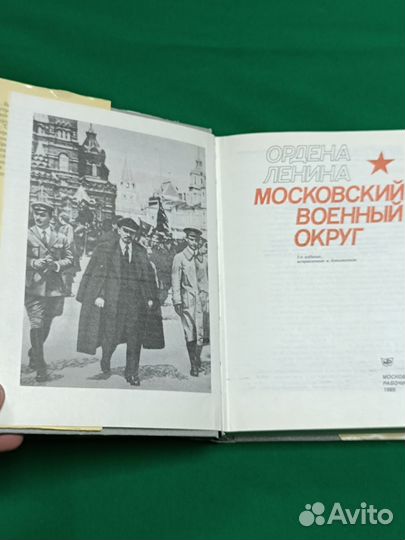 ОРДЕНА
ЛЕНИНА
МОСКОВСКИЙ
ВОЕННЫЙ
ОКРУГ
МОСКОВ
РАБОЧИ
Avito